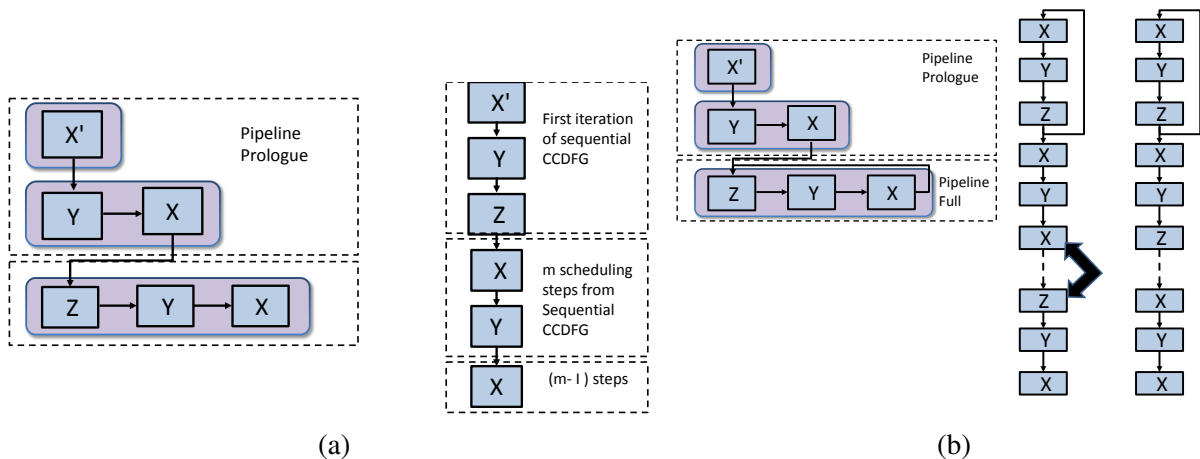 X'
Pipeline
Prologue
Y
X
Z
Y
X
X'
First iteration
of sequential
CCDFG
Y
Z
X
m scheduling
steps from
Sequential
CCDFG
Y
X
(m- I ) steps
(a)
X'
Pipeline
Prologue
Y
X
Z
Y
X
Pipeline
Full
X
Y
Z
X
Y
X
Z
Y
X
X
Y
Z
X
Y
Z
X
Y
X
(b)